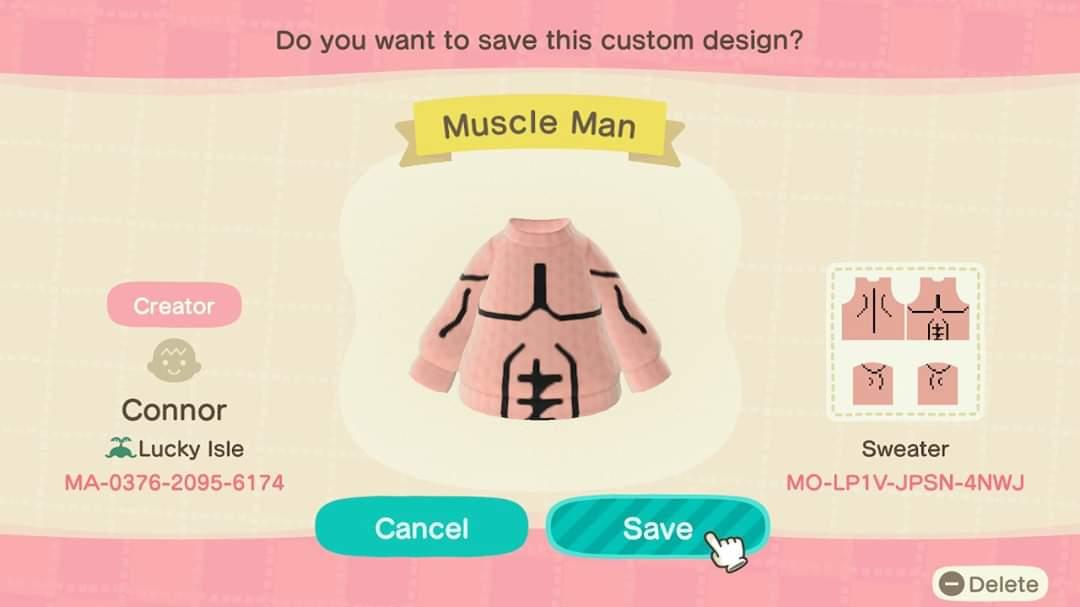 Do you want to save this custom design?
Muscle Man
Creator
Connor
Lucky Isle
MA-0376-2095-6174
Sweater
MO-LP1V-JPSN-4NWJ
Cancel
Save
Delete